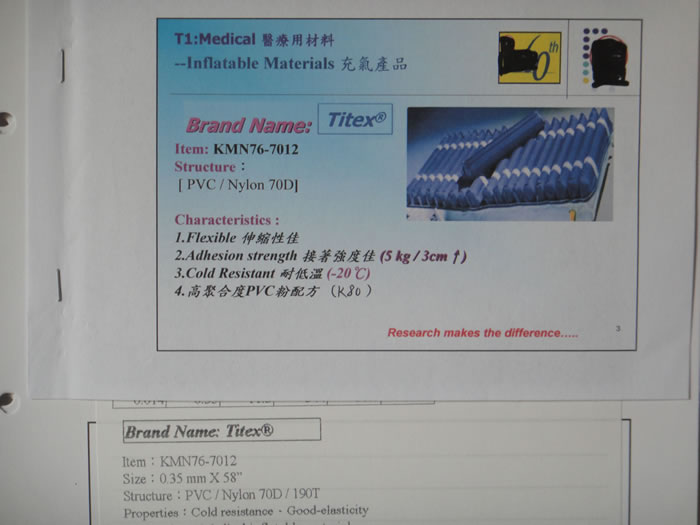 T1:Medical 醫療用材料
--Inflatable Materials 充氣產品
6th
Brand Name: Titex®
Item: KMN76-7012
Structure：
[ PVC / Nylon 70D]
Characteristics :
1.Flexible 伸縮性佳
2.Adhesion strength 接著強度佳 (5 kg / 3cm↑)
3.Cold Resistant 耐低溫 (-20℃)
4.高聚合度PVC粉配方 (K80)
Research makes the difference.....
3
Brand Name: Titex®
Item：KMN76-7012
Size：0.35 mm X 58”
Structure：PVC / Nylon 70D / 190T
Properties：Cold resistance、Good-elasticity